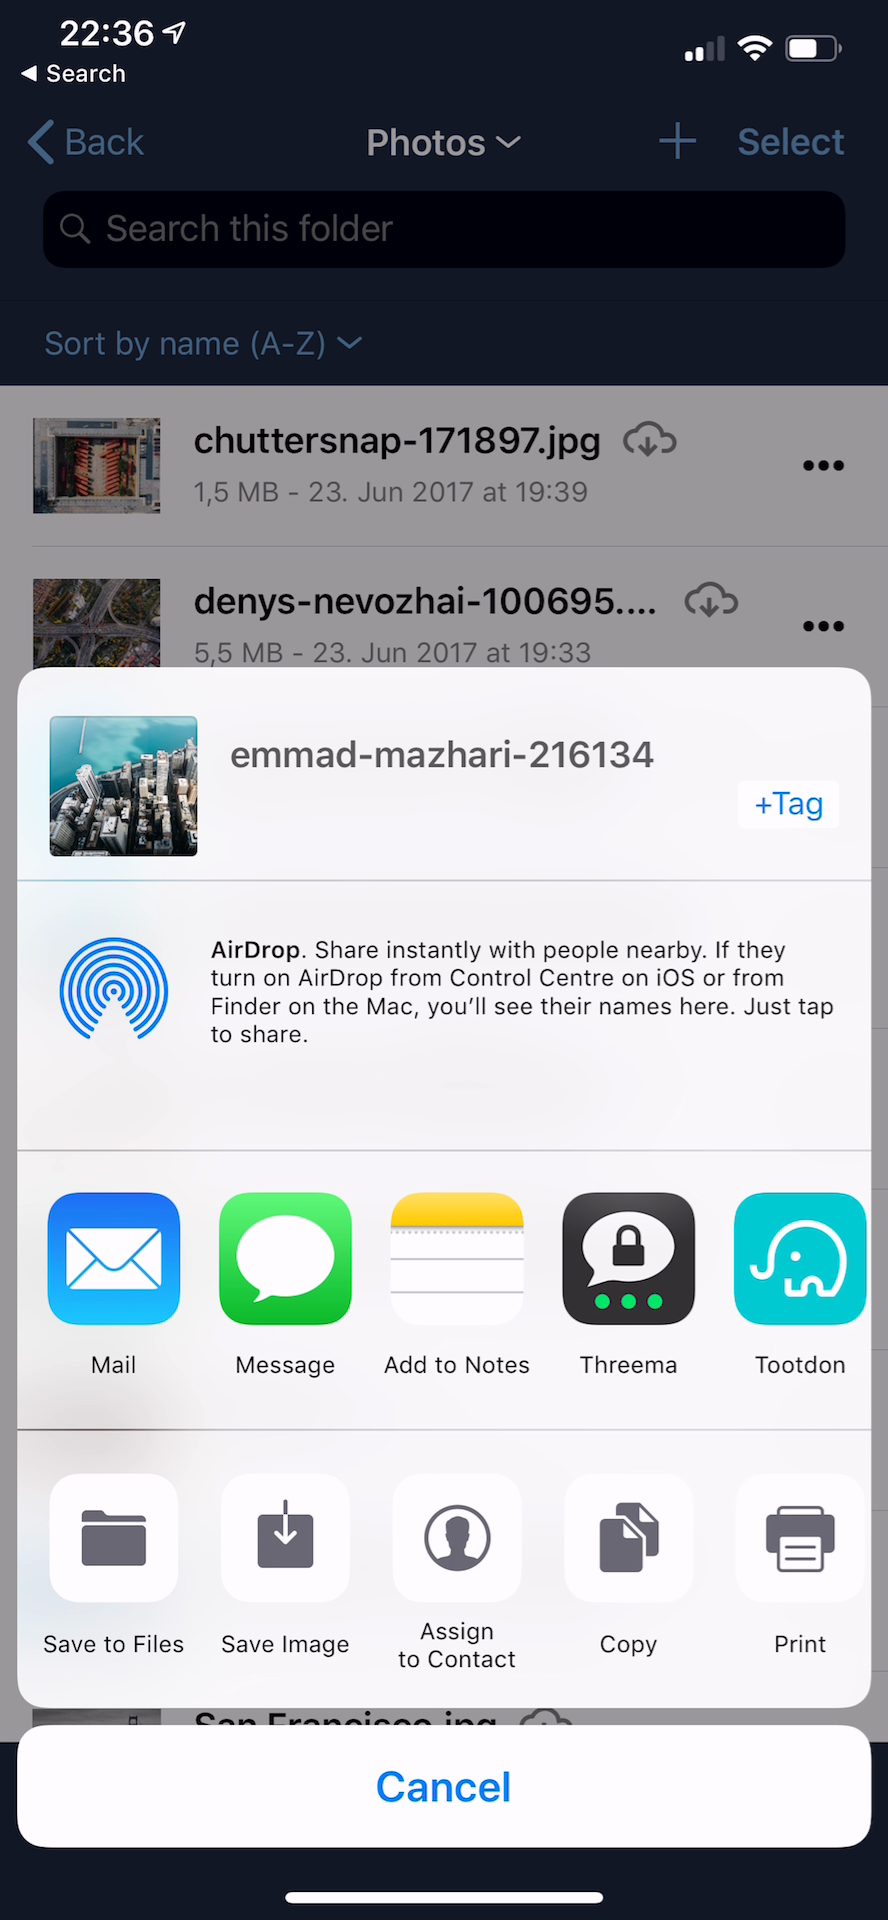 22:36
Search
Back
Photos
Select
Search this folder
Sort by name (A-Z)
chuttersnap-171897.jpg
1,5 MB - 23. Jun 2017 at 19:39
denys-nevozhai-100695....
5,5 MB - 23. Jun 2017 at 19:33
emmad-mazhari-216134
+Tag
AirDrop. Share instantly with people nearby. If they
turn on AirDrop from Control Centre on iOS or from
Finder on the Mac, you’ll see their names here. Just tap
to share.
Mail
Message
Add to Notes
Threema
Tootdon
Save to Files
Save Image
Assign
to Contact
Copy
Print
San Francisco.jpg
Cancel